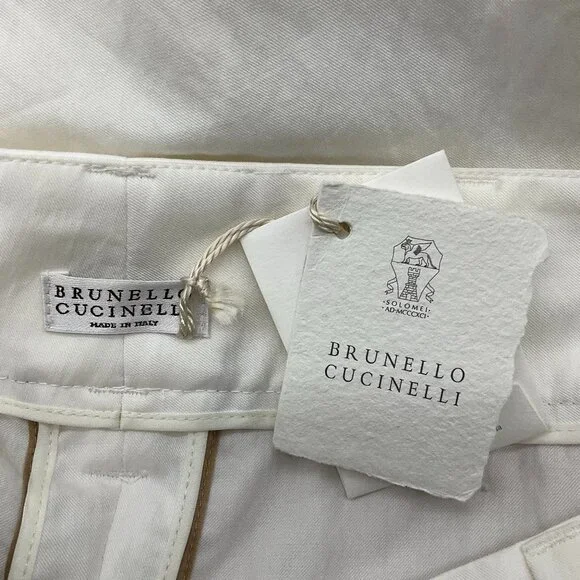 BRUNELLO
CUCINELLI
MADE IN ITALY
·SOLOMEI·
·AD·MCCCXCI·
BRUNELLO
CUCINELLI